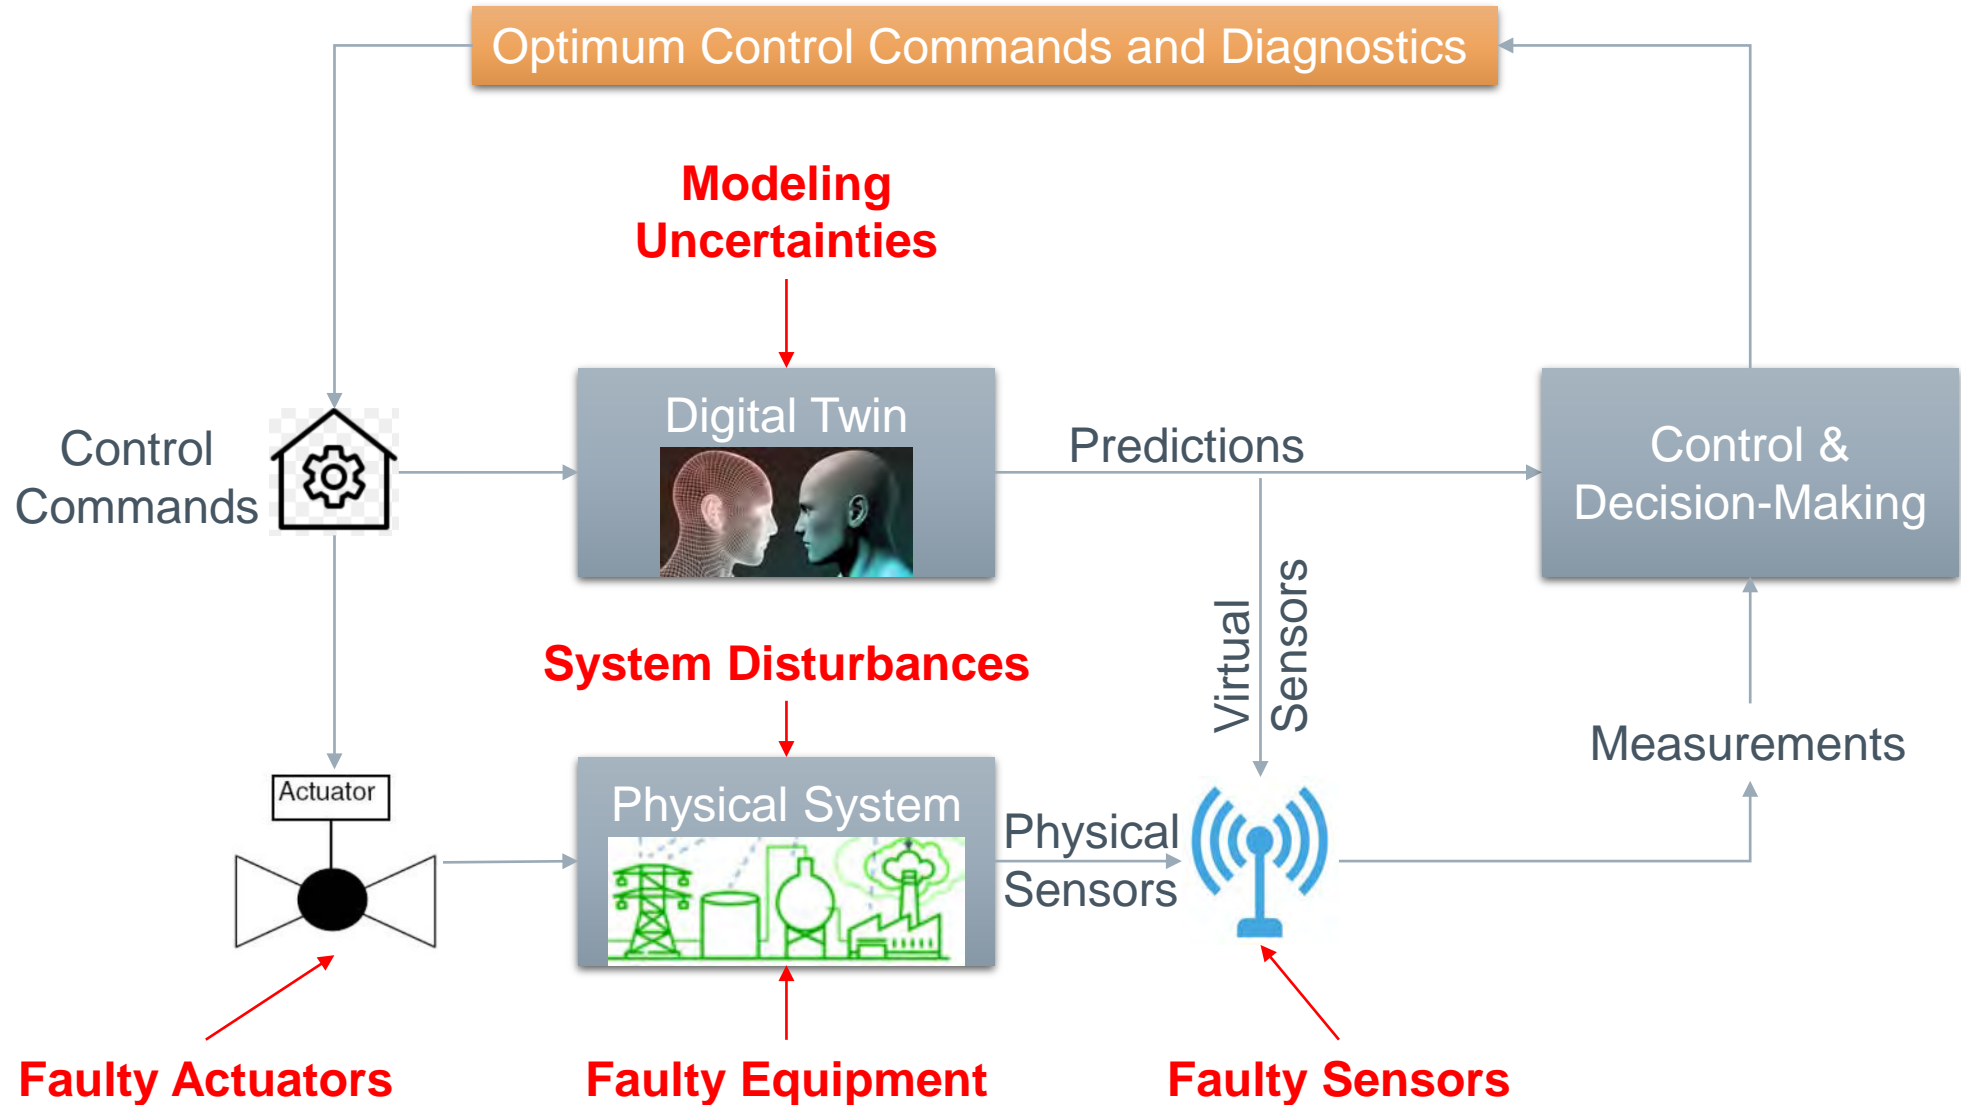 Optimum Control Commands and Diagnostics
Modeling
Uncertainties
Digital Twin
Predictions
Control &
Decision-Making
Control
Commands
Virtual
Sensors
System Disturbances
Measurements
Actuator
Physical System
Physical
Sensors
Faulty Actuators
Faulty Equipment
Faulty Sensors